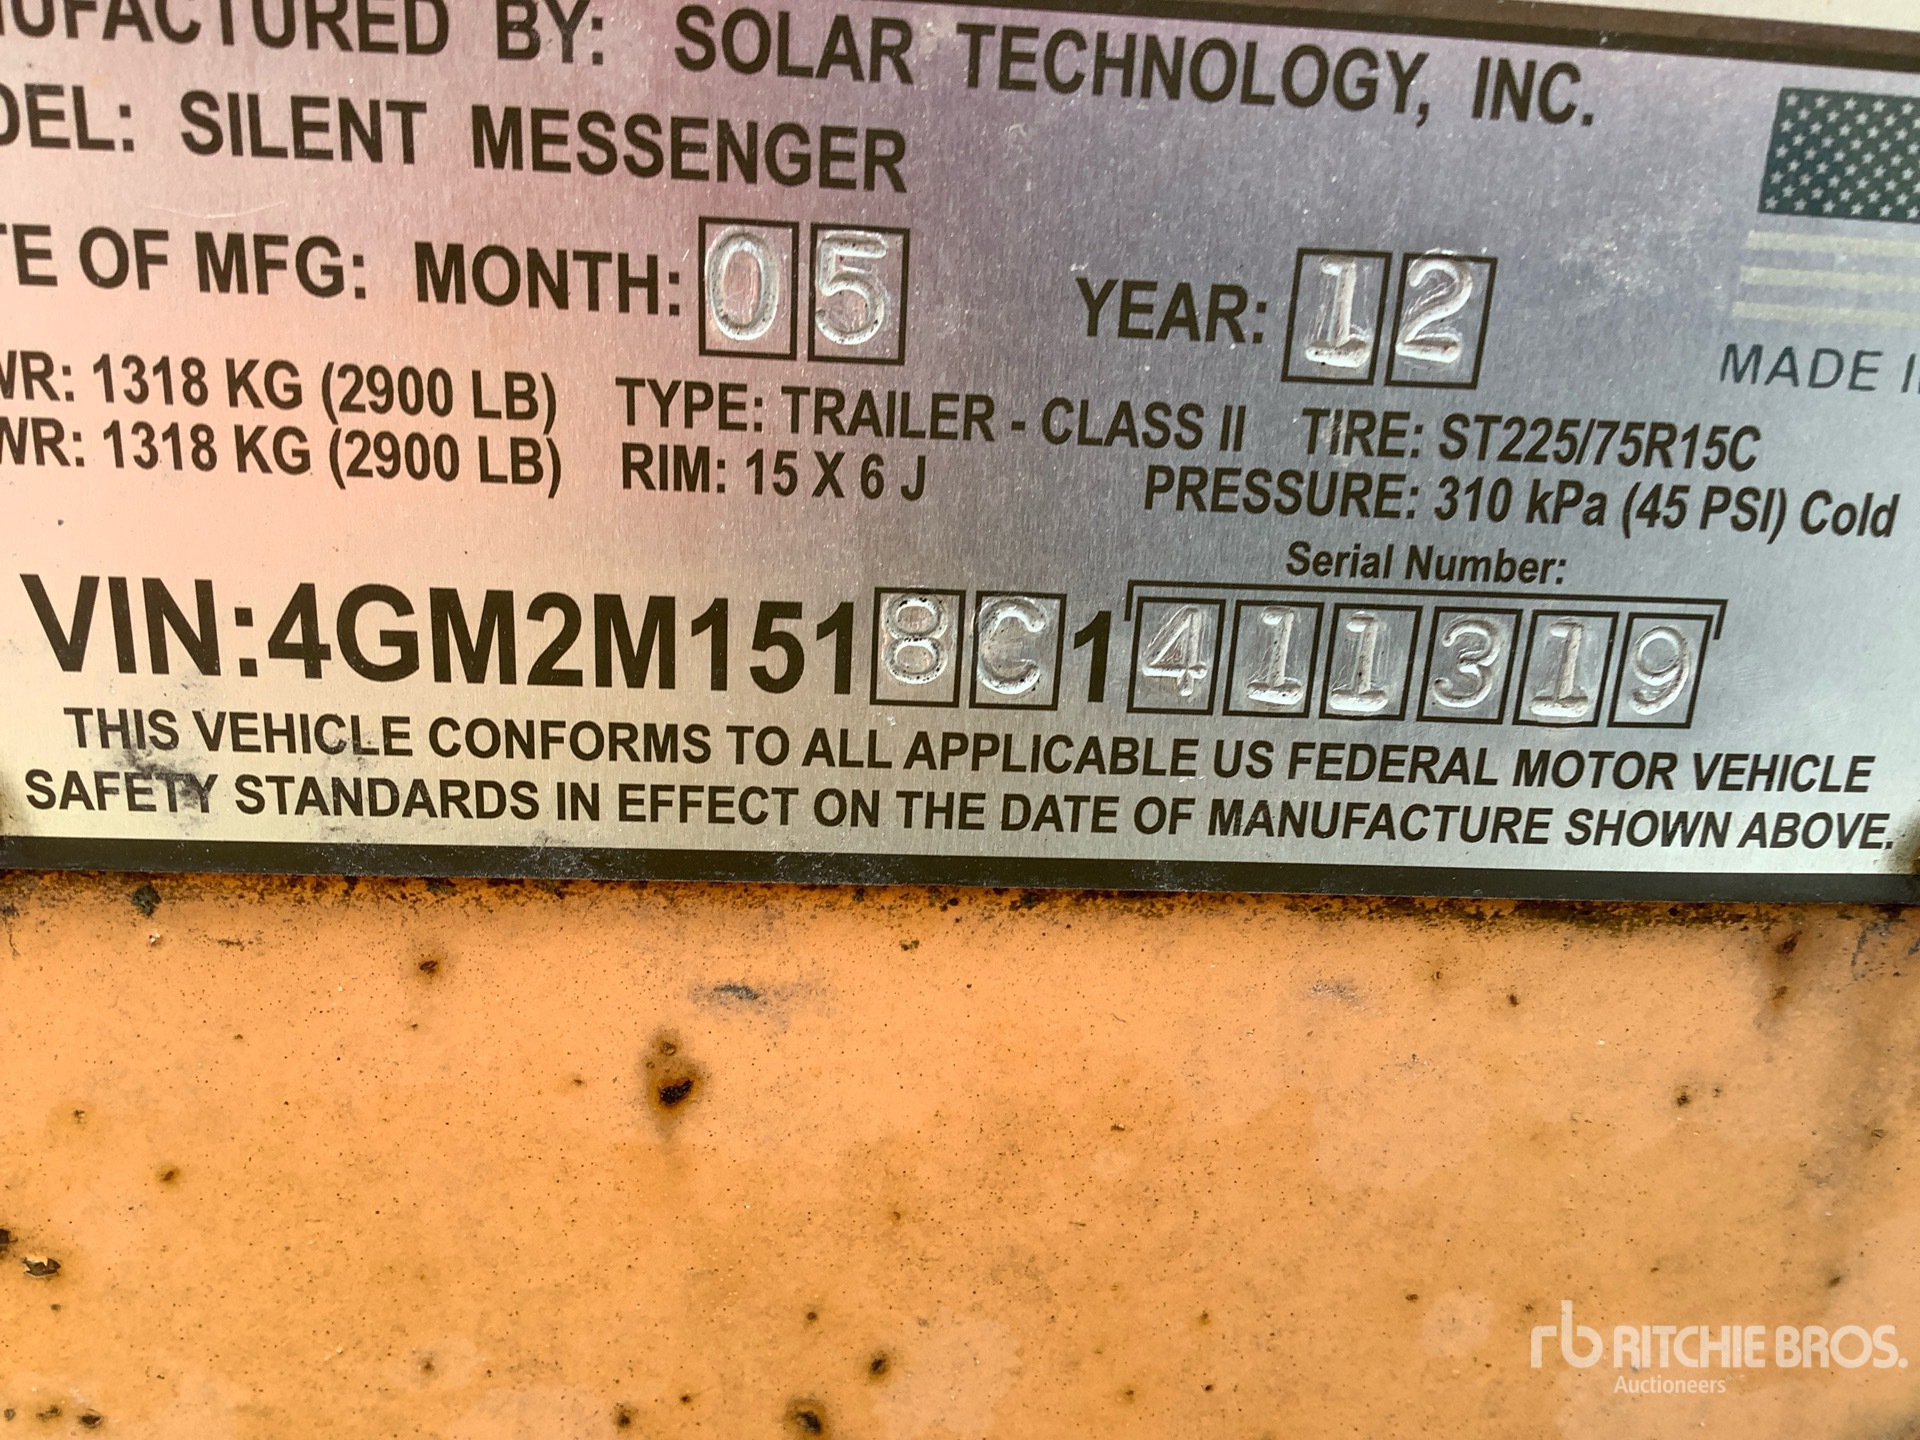 NUFACTURED BY: SOLAR TECHNOLOGY, INC.
DEL: SILENT MESSENGER
TE OF MFG: MONTH: 05 YEAR: 12
MADE I
WR: 1318 KG (2900 LB) TYPE: TRAILER - CLASS II TIRE: ST225/75R15C
WR: 1318 KG (2900 LB) RIM: 15 X 6 J PRESSURE: 310 kPa (45 PSI) Cold
Serial Number:
VIN:4GM2M1518C1411319
THIS VEHICLE CONFORMS TO ALL APPLICABLE US FEDERAL MOTOR VEHICLE
SAFETY STANDARDS IN EFFECT ON THE DATE OF MANUFACTURE SHOWN ABOVE.
rb RITCHIE BROS.
Auctioneers